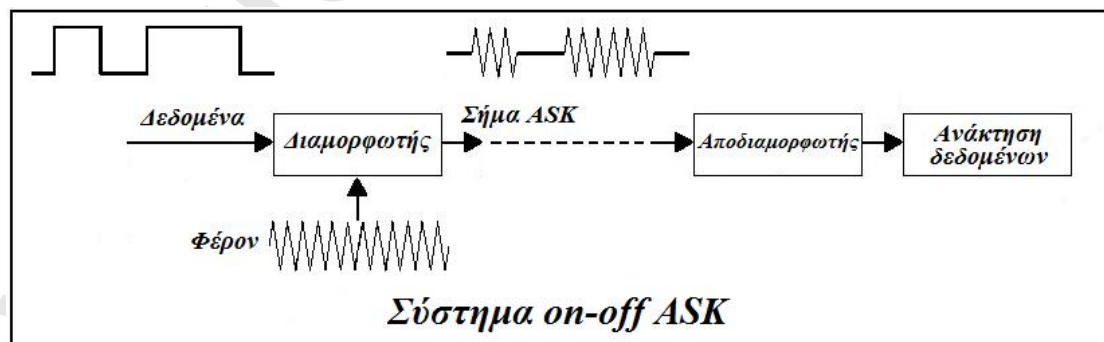 Δεδομένα
Διαμορφωτής
Σήμα ASK
Αποδιαμορφωτής
Ανάκτηση
δεδομένων
Φέρον
Σύστημα on-off ASK